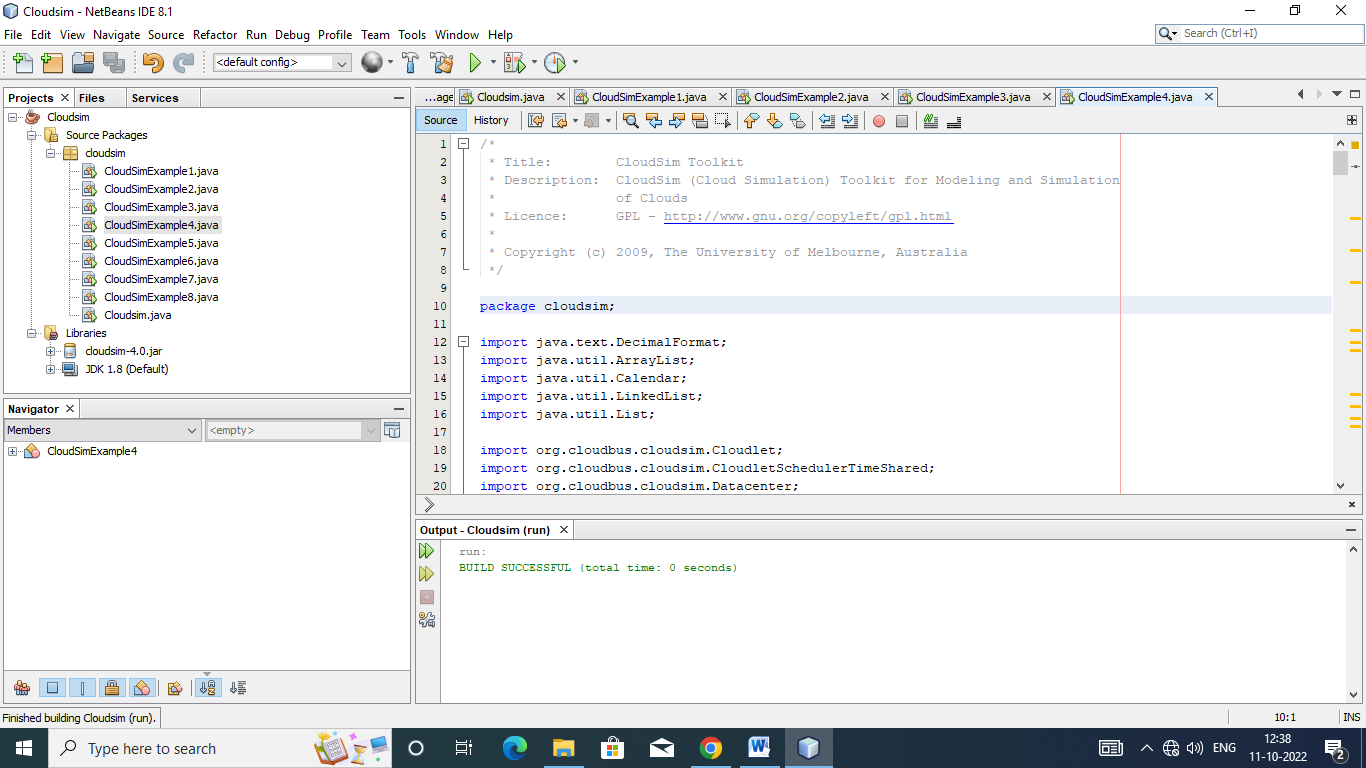 Cloudsim - NetBeans IDE 8.1
File Edit View Navigate Source Refactor Run Debug Profile Team Tools Window Help
Search (Ctrl+I)
<default config>
Projects Files Services
Cloudsim
Source Packages
cloudsim
CloudSimExample1.java
CloudSimExample2.java
CloudSimExample3.java
CloudSimExample4.java
CloudSimExample5.java
CloudSimExample6.java
CloudSimExample7.java
CloudSimExample8.java
Cloudsim.java
Libraries
cloudsim-4.0.jar
JDK 1.8 (Default)
Navigator
Members <empty>
CloudSimExample4
...age Cloudsim.java CloudSimExample1.java CloudSimExample2.java CloudSimExample3.java CloudSimExample4.java
Source History
1 /*
2 * Title: CloudSim Toolkit
3 * Description: CloudSim (Cloud Simulation) Toolkit for Modeling and Simulation
4 * of Clouds
5 * Licence: GPL - http://www.gnu.org/copyleft/gpl.html
6 *
7 * Copyright (c) 2009, The University of Melbourne, Australia
8 */
9
10 package cloudsim;
11
12 import java.text.DecimalFormat;
13 import java.util.ArrayList;
14 import java.util.Calendar;
15 import java.util.LinkedList;
16 import java.util.List;
17
18 import org.cloudbus.cloudsim.Cloudlet;
19 import org.cloudbus.cloudsim.CloudletSchedulerTimeShared;
20 import org.cloudbus.cloudsim.Datacenter;
Output - Cloudsim (run)
run:
BUILD SUCCESSFUL (total time: 0 seconds)
Finished building Cloudsim (run).
10:1 INS
Type here to search
ENG
12:38
11-10-2022
2